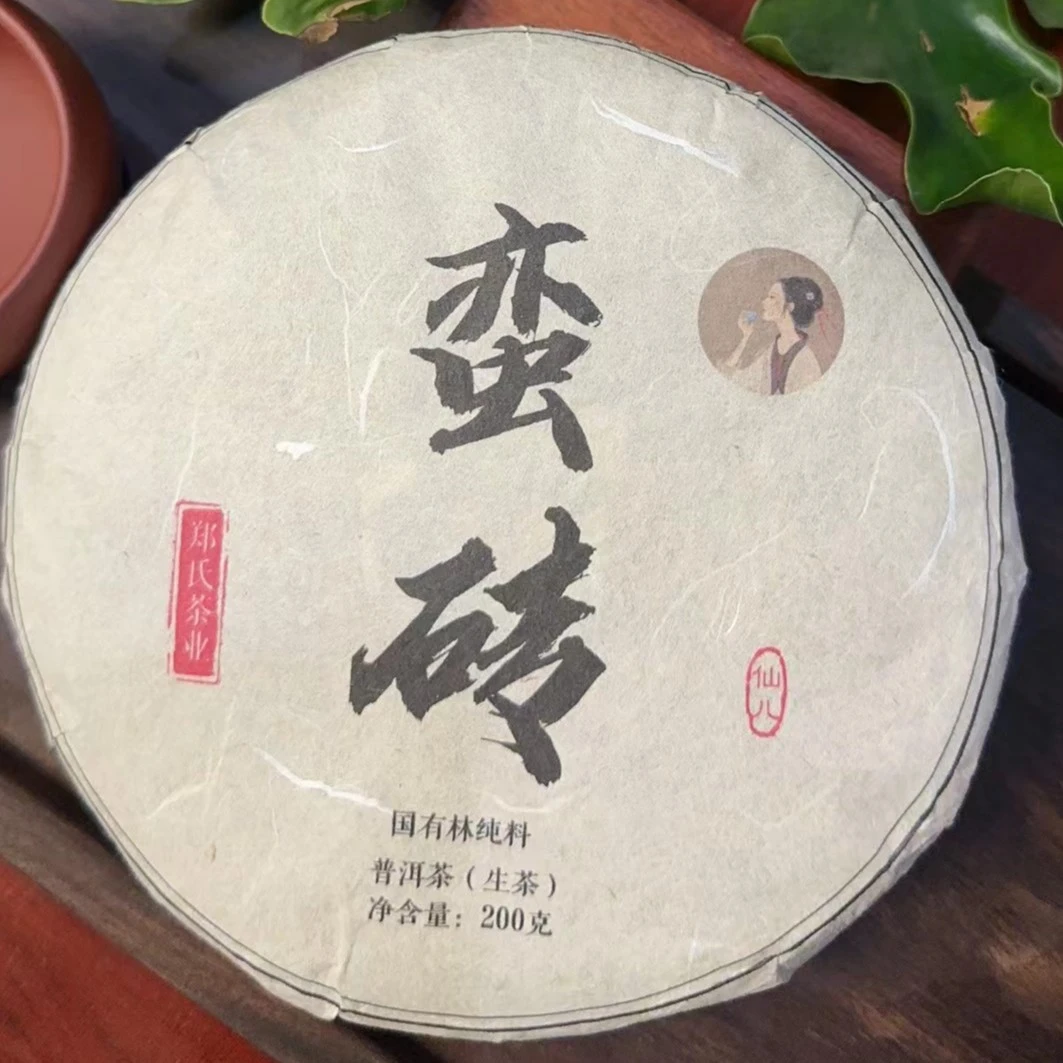 蛮砖
郑氏茶业
仙八
国有林纯料
普洱茶（生茶）
净含量：200克